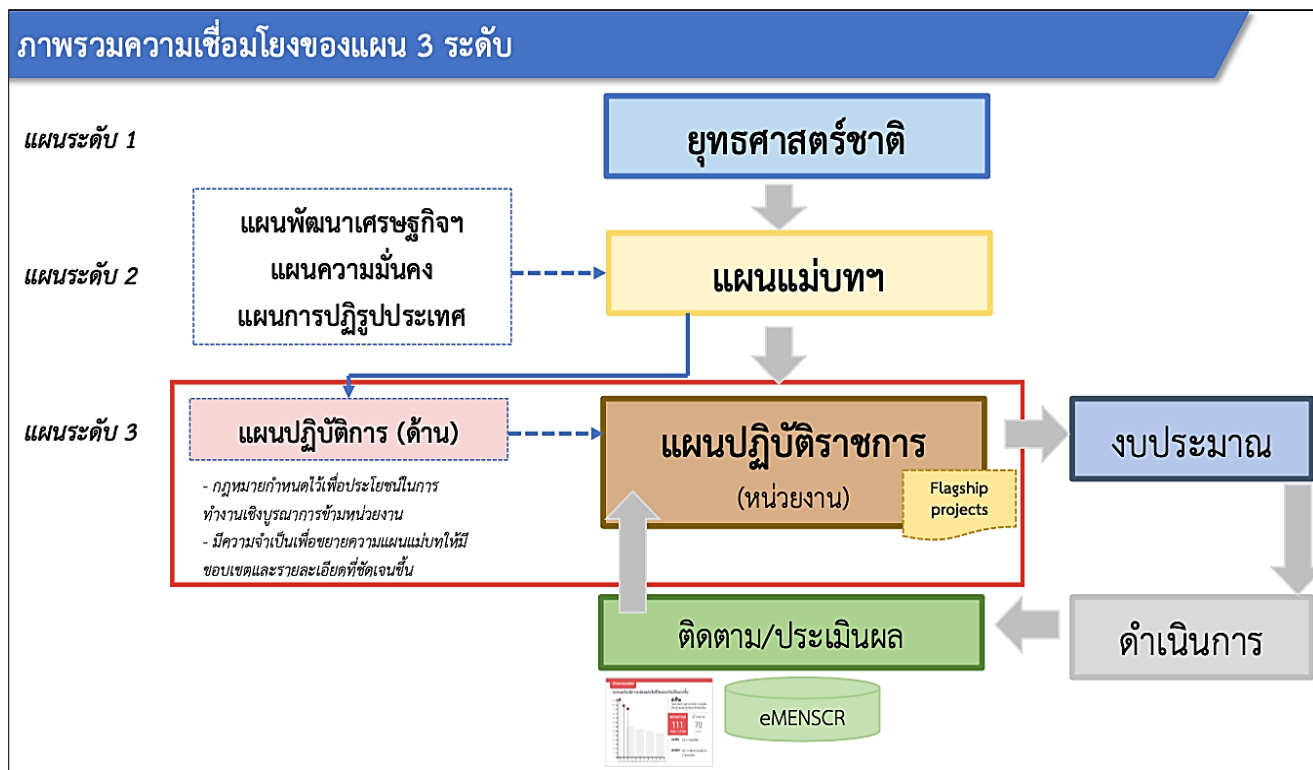 ภาพรวมความเชื่อมโยงของแผน 3 ระดับ
แผนระดับ 1
ยุทธศาสตร์ชาติ
แผนระดับ 2
แผนพัฒนาเศรษฐกิจฯ
แผนความมั่นคง
แผนการปฏิรูปประเทศ
แผนแม่บทฯ
แผนระดับ 3
แผนปฏิบัติการ (ด้าน)
- กฎหมายกำหนดไว้เพื่อประโยชน์ในการ
ทำงานเชิงบูรณาการข้ามหน่วยงาน
- มีความจำเป็นเพื่อขยายความแผนแม่บทให้มี
ขอบเขตและรายละเอียดที่ชัดเจนขึ้น
แผนปฏิบัติราชการ
(หน่วยงาน)
Flagship
projects
งบประมาณ
ดำเนินการ
ติดตาม/ประเมินผล
111
70
eMENSCR